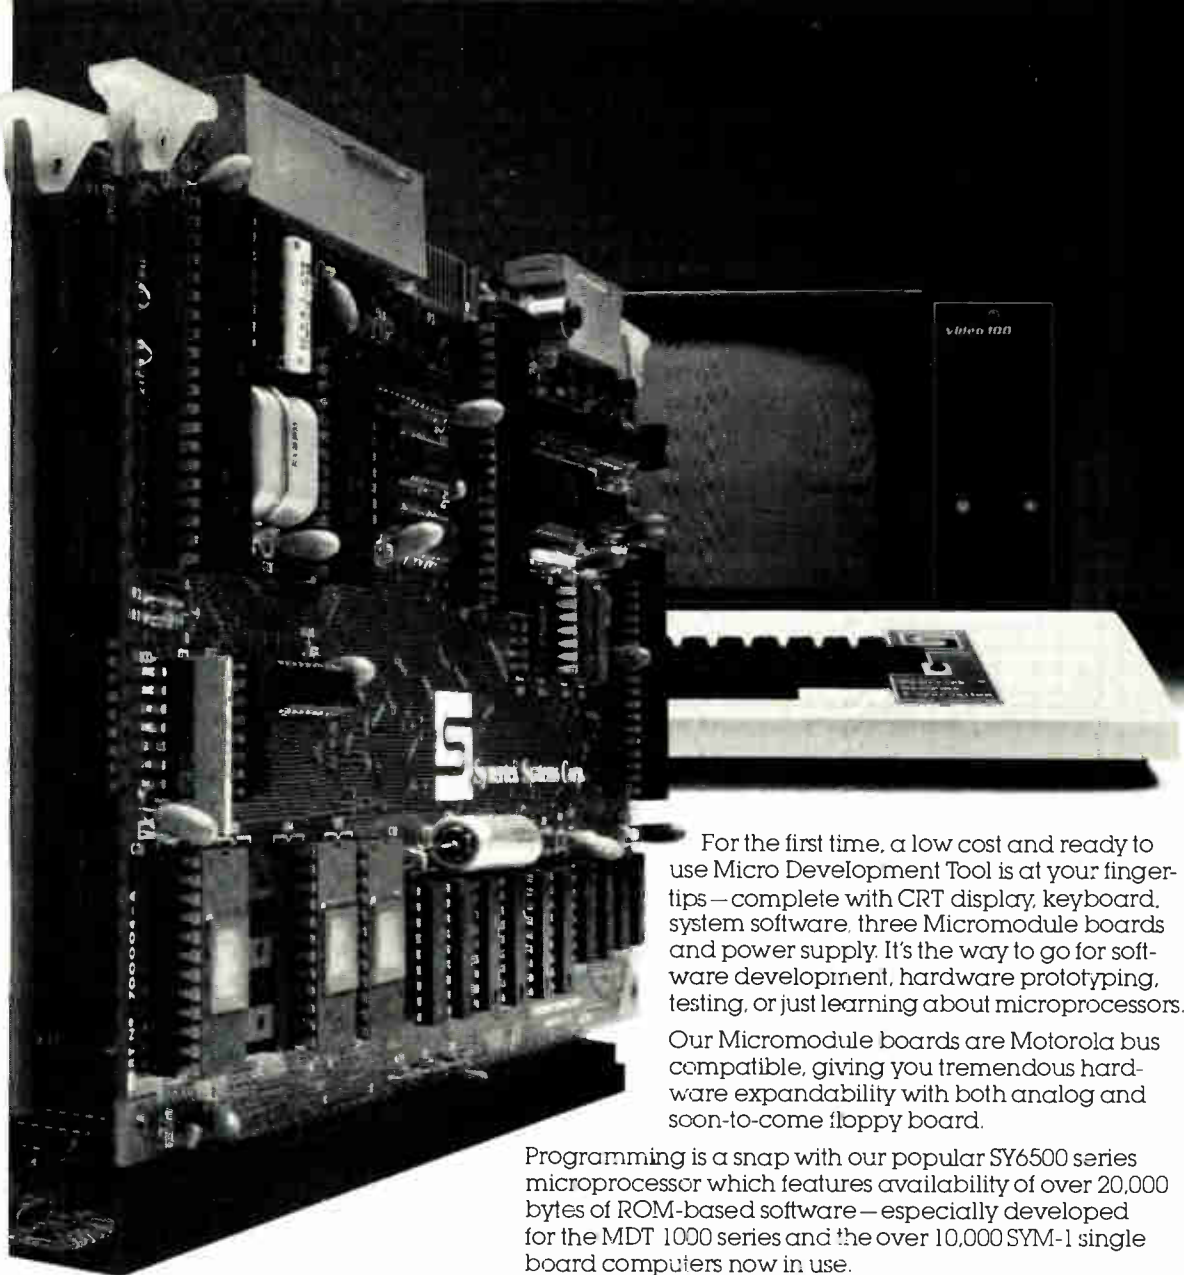 video 100
Synertek Systems Corp.
For the first time, a low cost and ready to
use Micro Development Tool is at your finger-
tips—complete with CRT display, keyboard,
system software, three Micromodule boards
and power supply. It's the way to go for soft-
ware development, hardware prototyping,
testing, or just learning about microprocessors.
Our Micromodule boards are Motorola bus
compatible, giving you tremendous hard-
ware expandability with both analog and
soon-to-come floppy board.
Programming is a snap with our popular SY6500 series
microprocessor which features availability of over 20,000
bytes of ROM-based software—especially developed
for the MDT 1000 series and the over 10,000 SYM-1 single
board computers now in use.